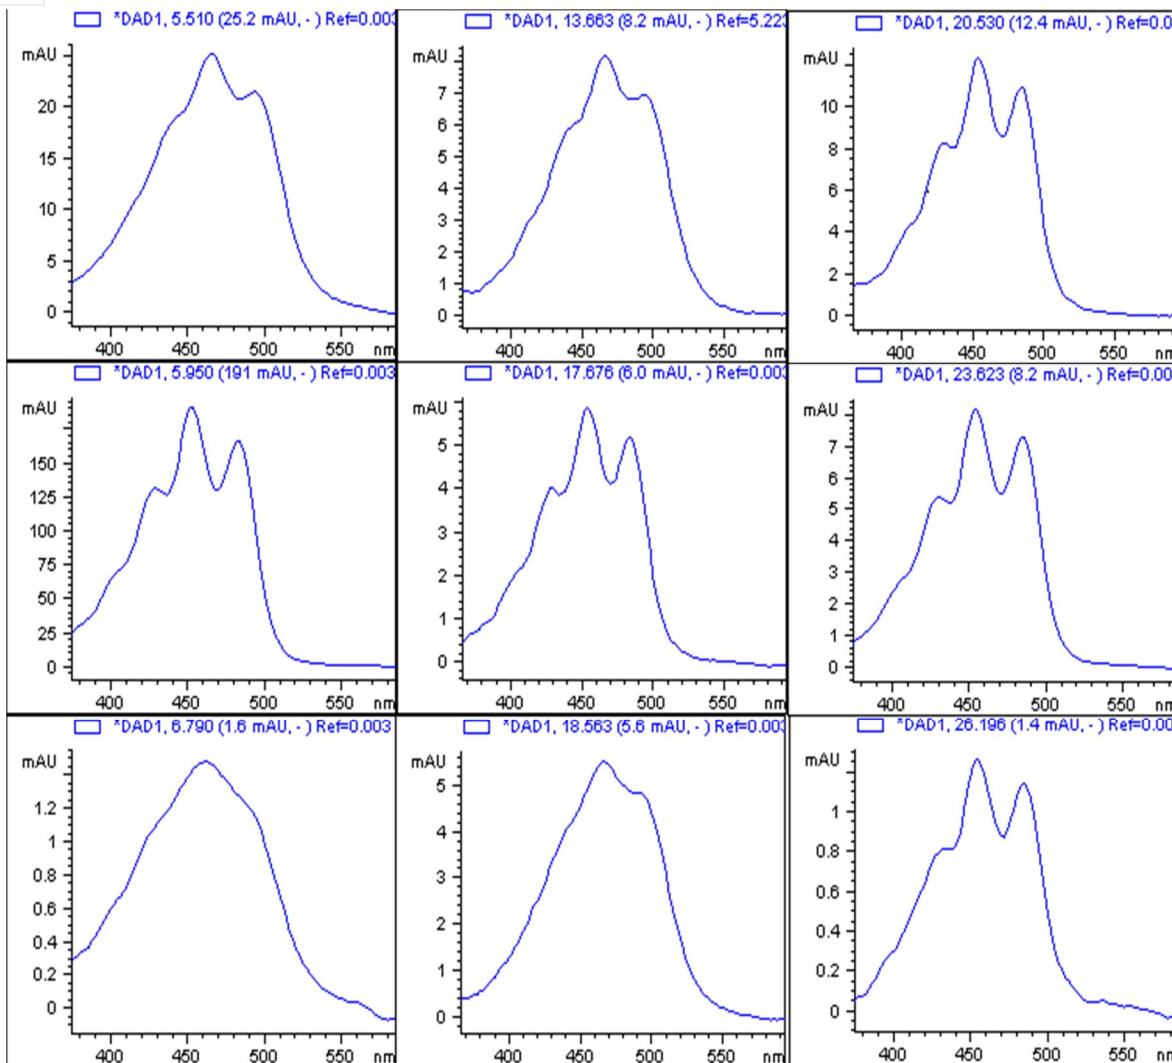 *DAD1, 5.510 (25.2 mAU, - ) Ref=0.003
mAU
20
15
10
5
0
400 450 500 550 nm
*DAD1, 13.663 (8.2 mAU, - ) Ref=5.223
mAU
7
6
5
4
3
2
1
0
400 450 500 550 nm
*DAD1, 20.530 (12.4 mAU, - ) Ref=0.0
mAU
10
8
6
4
2
0
400 450 500 550 nm
*DAD1, 5.950 (191 mAU, - ) Ref=0.003
mAU
150
125
100
75
50
25
0
400 450 500 550 nm
*DAD1, 17.676 (6.0 mAU, - ) Ref=0.003
mAU
5
4
3
2
1
0
400 450 500 550 nm
*DAD1, 23.623 (8.2 mAU, - ) Ref=0.00
mAU
7
6
5
4
3
2
1
0
400 450 500 550 nm
*DAD1, 6.790 (1.6 mAU, - ) Ref=0.003
mAU
1.2
1
0.8
0.6
0.4
0.2
0
400 450 500 550 nm
*DAD1, 18.563 (5.6 mAU, - ) Ref=0.003
mAU
5
4
3
2
1
0
400 450 500 550 nm
*DAD1, 26.196 (1.4 mAU, - ) Ref=0.00
mAU
1
0.8
0.6
0.4
0.2
0
400 450 500 550 nm